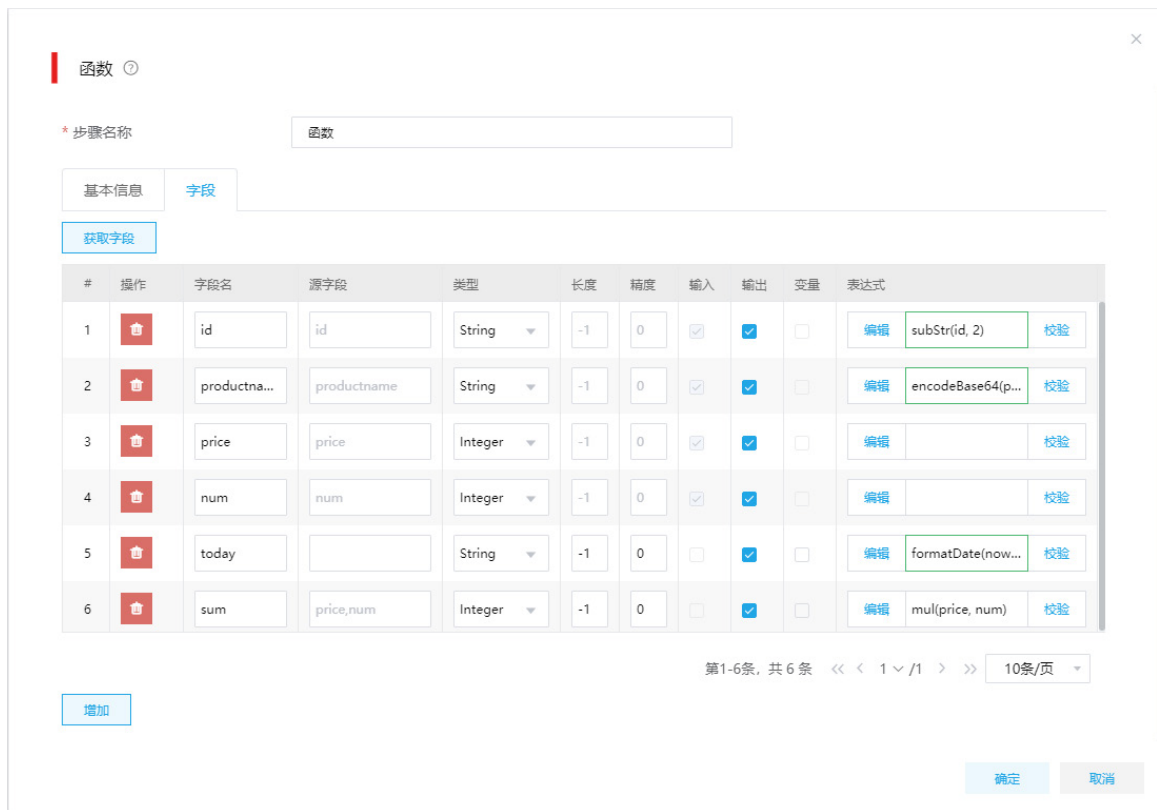 函数
* 步骤名称 函数
基本信息 字段
获取字段
# 操作 字段名 源字段 类型 长度 精度 输入 输出 变量 表达式
1 id id String -1 0 编辑 subStr(id, 2) 校验
2 productna... productname String -1 0 编辑 encodeBase64(p... 校验
3 price price Integer -1 0 编辑 校验
4 num num Integer -1 0 编辑 校验
5 today String -1 0 编辑 formatDate(now... 校验
6 sum price,num Integer -1 0 编辑 mul(price, num) 校验
第1-6条, 共 6 条 1 /1 10条/页
增加
确定 取消